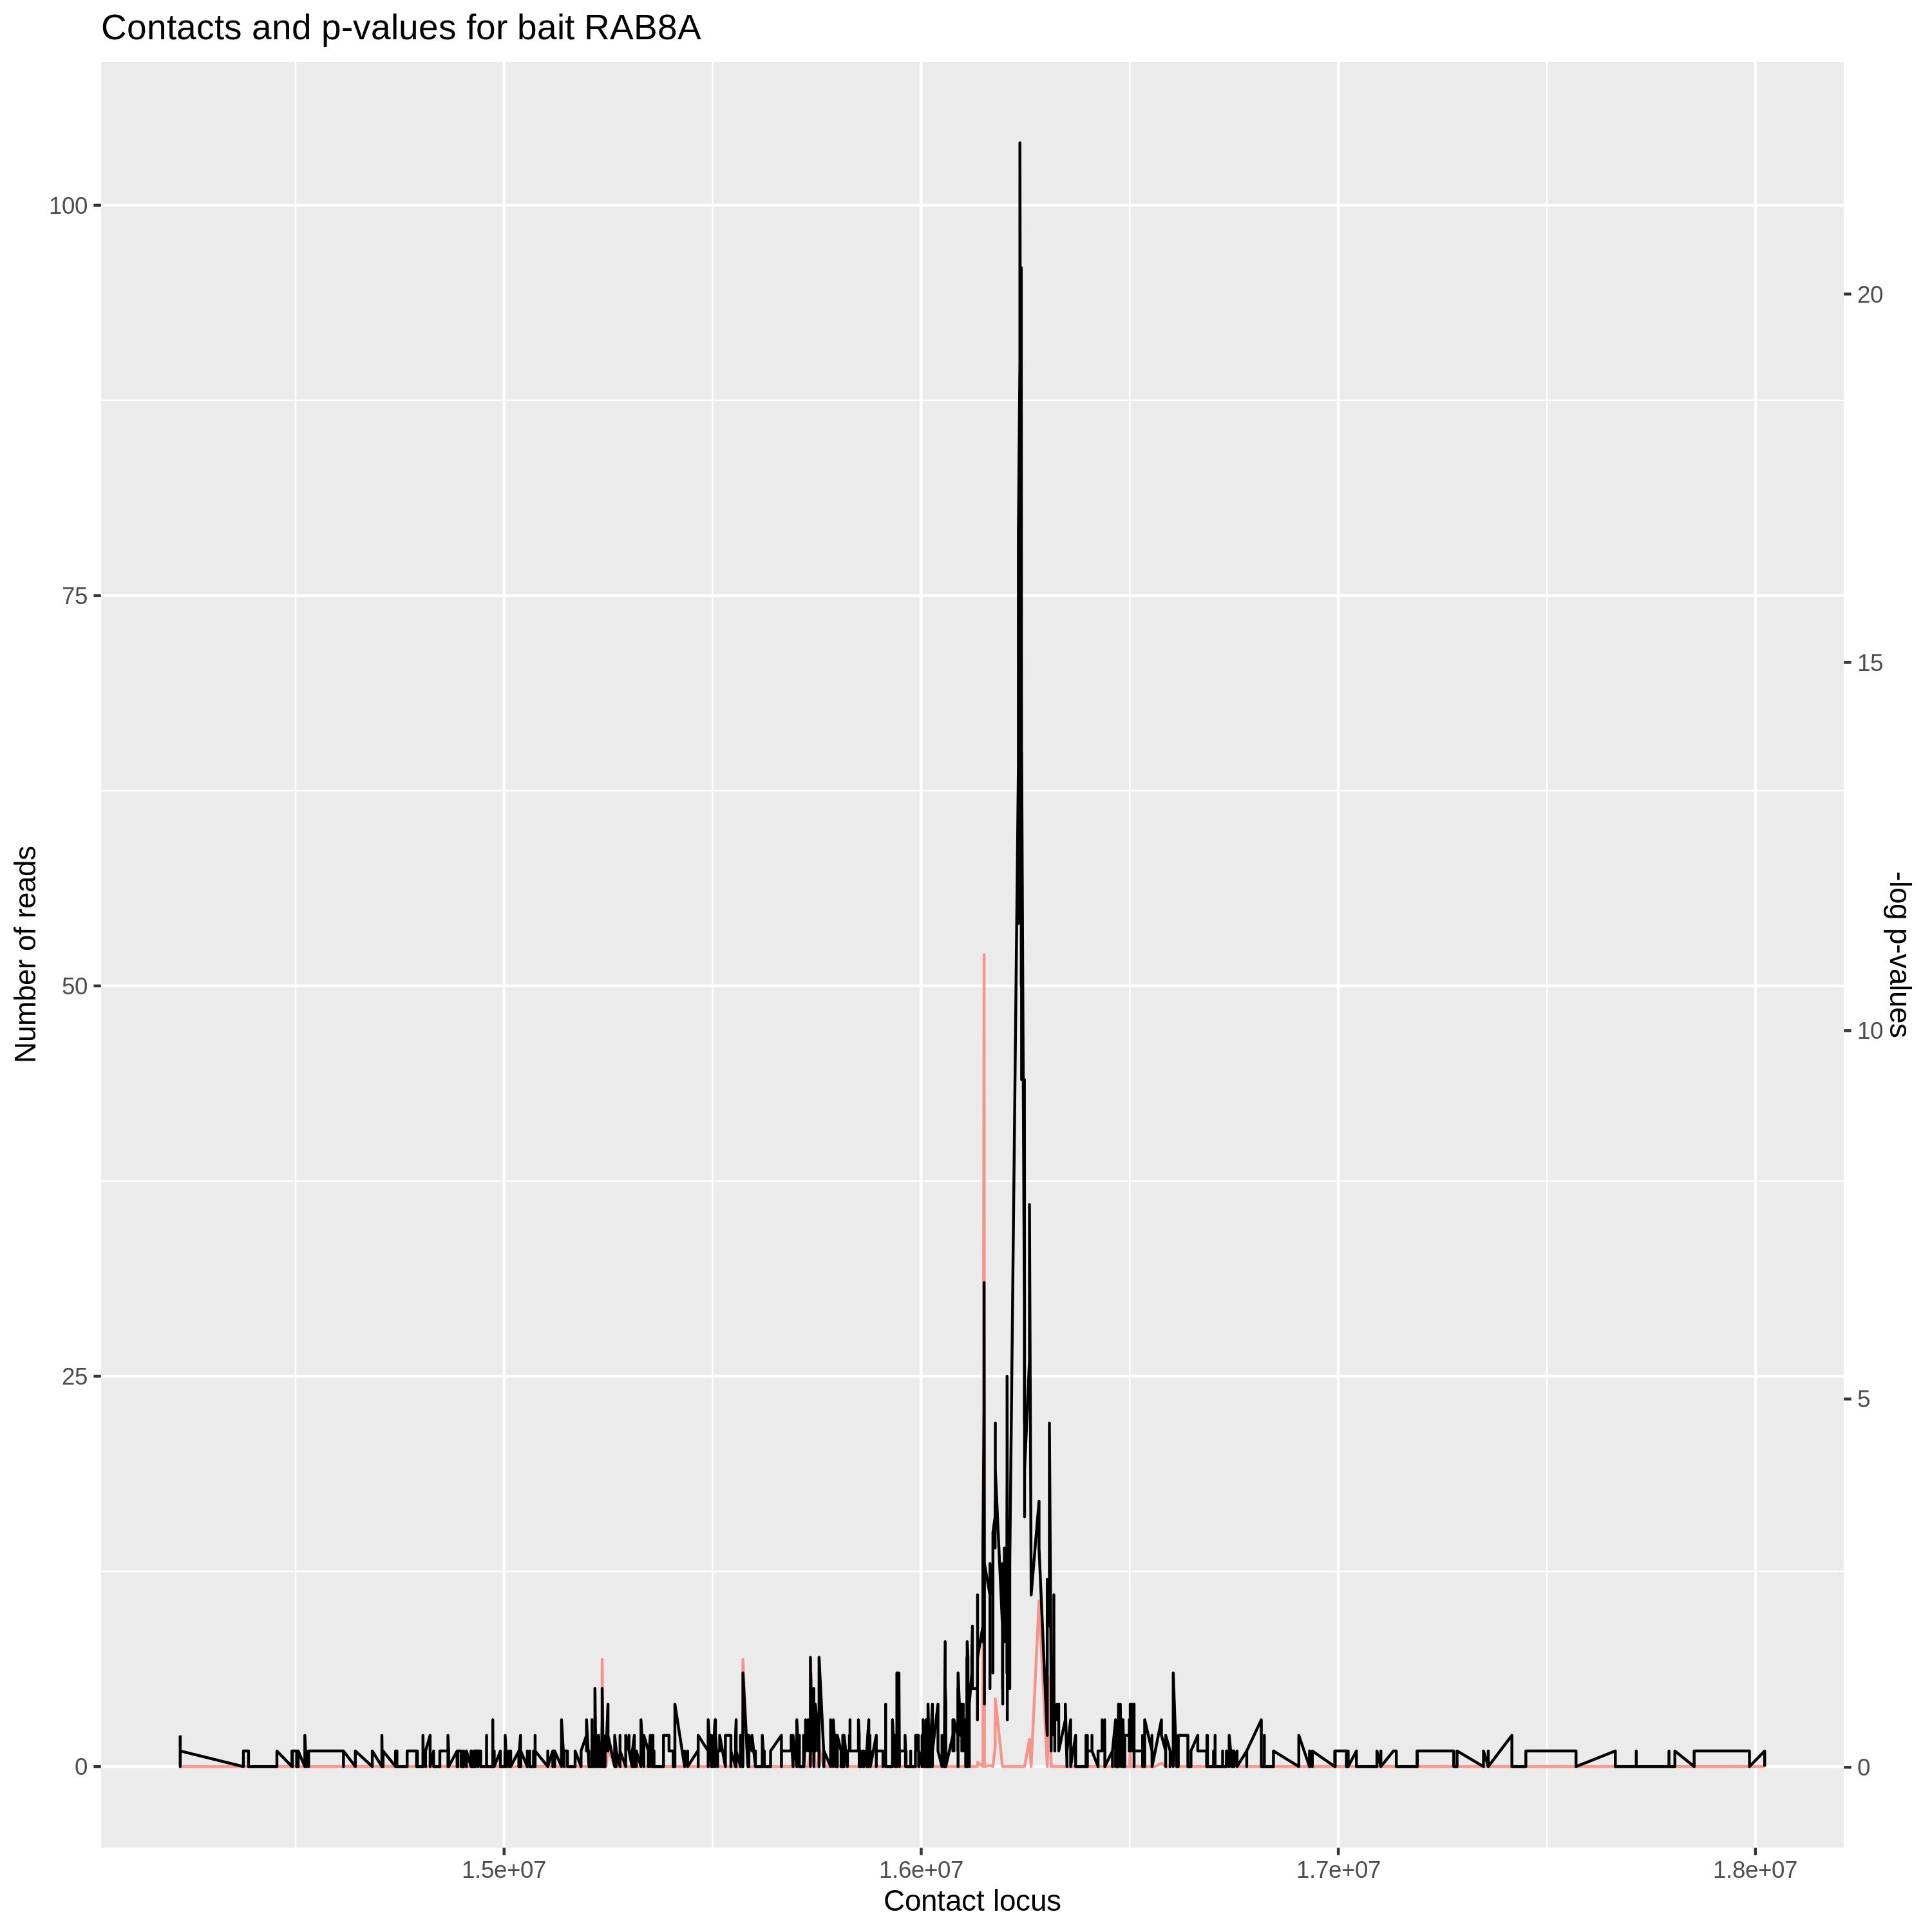 Contacts and p-values for bait RAB8A
Number of reads
100
75
50
25
0
20
15
10
5
0
-log p-values
1.5e+07 1.6e+07 1.7e+07 1.8e+07
Contact locus